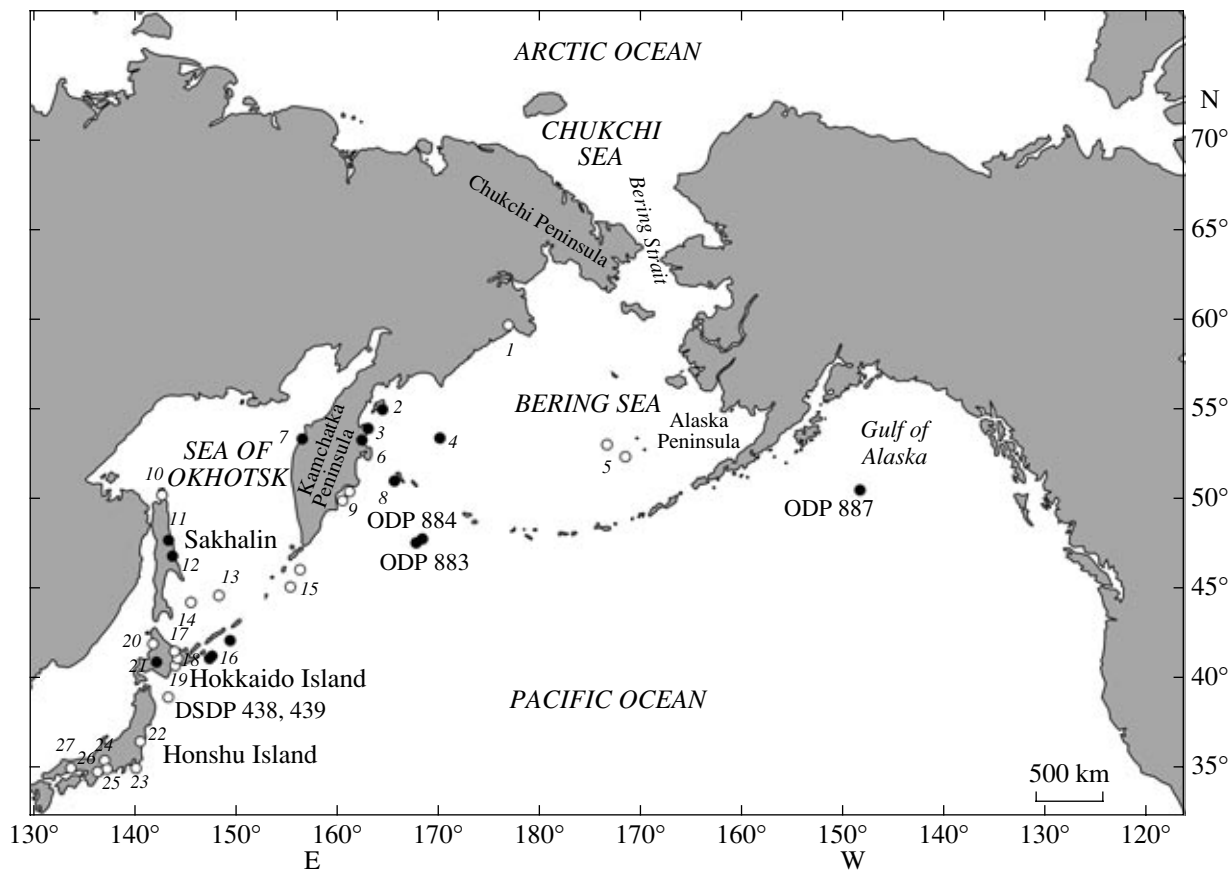 ARCTIC OCEAN
N
CHUKCHI
SEA
70°
Chukchi Peninsula
Bering Strait
65°
60°
1
BERING SEA
2
3
4
55°
7
Kamchatka
Peninsula
Alaska
Peninsula
Gulf of
Alaska
SEA OF
OKHOTSK
6
5
10
8
9
50°
ODP 884
ODP 887
11
Sakhalin
ODP 883
12
13
15
45°
14
17
20
16
21
18
19
Hokkaido Island
40°
DSDP 438, 439
PACIFIC OCEAN
22
27
24
Honshu Island
26
25
23
35°
500 km
130°
140°
150°
160°
170°
180°
170°
160°
150°
140°
130°
120°
E
W